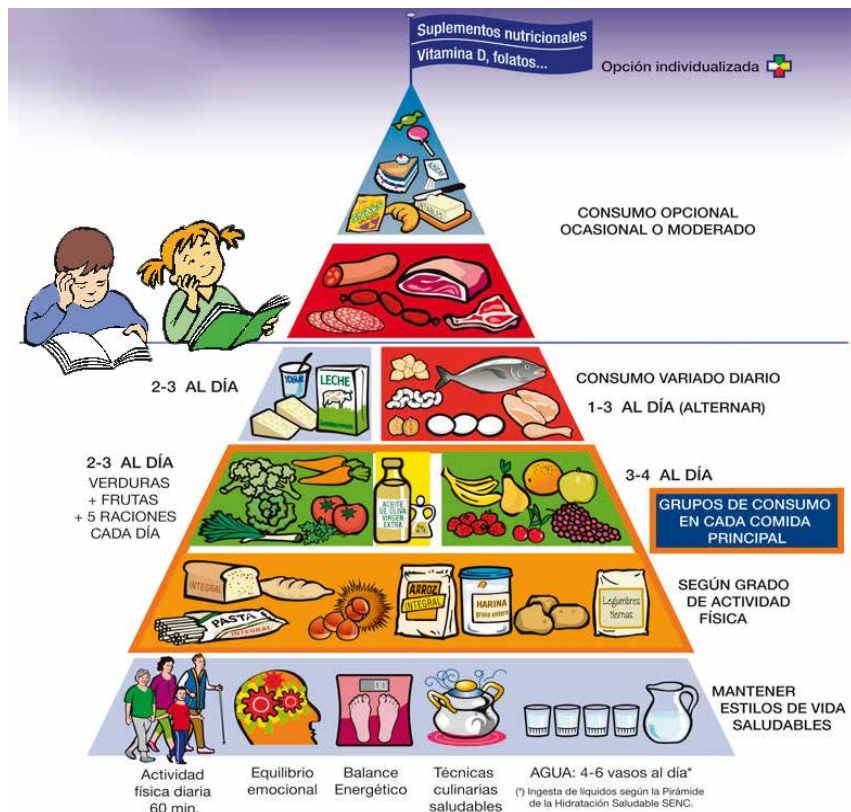 Suplementos nutricionales
Vitamina D, folatos...
Opción individualizada
AZÚCAR
CONSUMO OPCIONAL
OCASIONAL O MODERADO
2-3 AL DÍA
YOGUR
LECHE
CONSUMO VARIADO DIARIO
1-3 AL DÍA (ALTERNAR)
2-3 AL DÍA
VERDURAS
+ FRUTAS
+ 5 RACIONES
CADA DÍA
ACEITE
DE OLIVA
VIRGEN
EXTRA
3-4 AL DÍA
GRUPOS DE CONSUMO
EN CADA COMIDA
PRINCIPAL
INTEGRAL
PASTA
INTEGRAL
ARROZ
INTEGRAL
HARINA
grano entero
Legumbres
tiernas
SEGÚN GRADO
DE ACTIVIDAD
FÍSICA
MANTENER
ESTILOS DE VIDA
SALUDABLES
Actividad
física diaria
60 min.
Equilibrio
emocional
Balance
Energético
Técnicas
culinarias
saludables
AGUA: 4-6 vasos al día*
(*) Ingesta de líquidos según la Pirámide
de la Hidratación Saludable SENC.